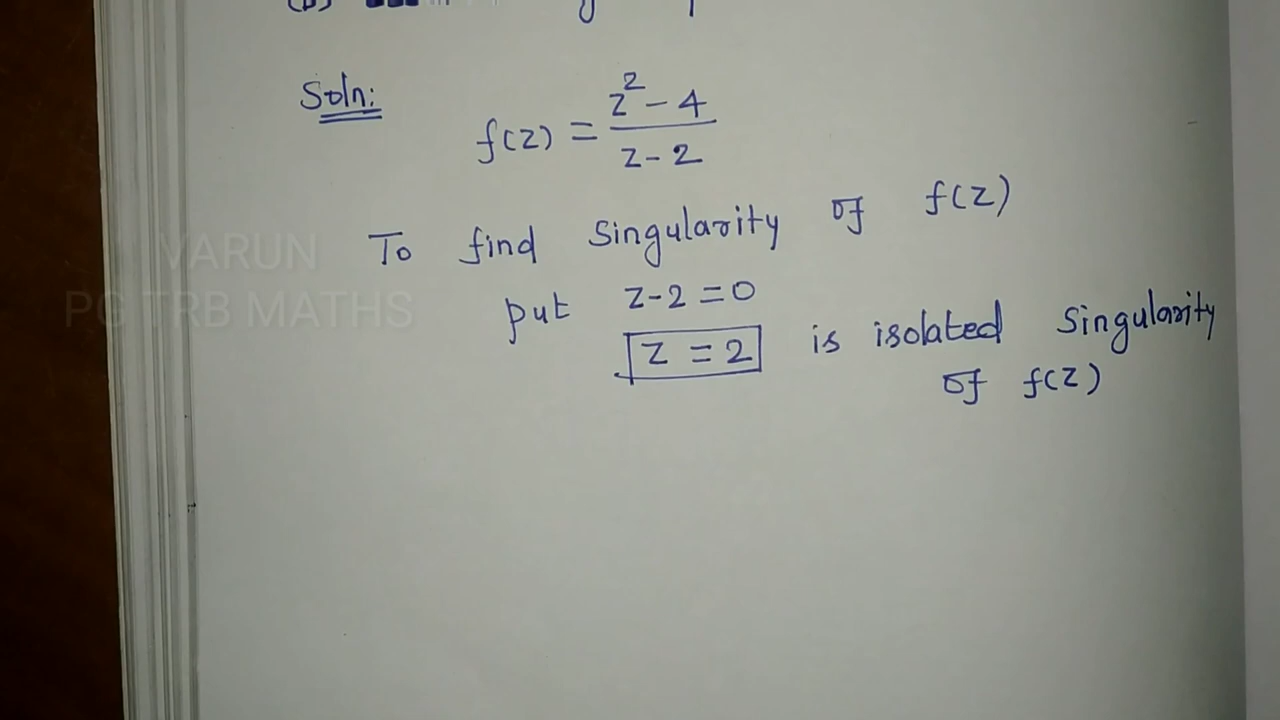 (b)
Soln:
f(z) = z² - 4 / z - 2
To find Singularity of f(z)
put z - 2 = 0
z = 2 is isolated Singularity
of f(z)
VARUN
PG TRB MATHS